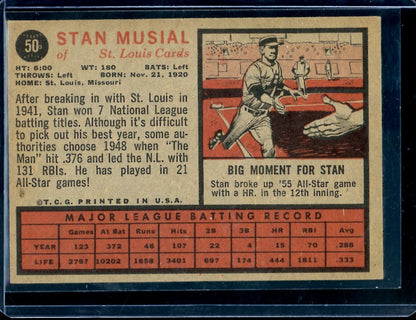 50
STAN MUSIAL
of St. Louis Cards
HT: 6:00 WT: 180 BATS: Left
THROWS: Left BORN: Nov. 21, 1920
HOME: St. Louis, Missouri
After breaking in with St. Louis in
1941, Stan won 7 National League
batting titles. Although it's difficult
to pick out his best year, some au-
thorities choose 1948 when "The
Man" hit .376 and led the N.L. with
131 RBIs. He has played in 21
All-Star games!
©T.C.G. PRINTED IN U.S.A.
BIG MOMENT FOR STAN
Stan broke up '55 All-Star game
with a HR. in the 12th inning.
MAJOR LEAGUE BATTING RECORD
Games At Bat Runs Hits 2B 3B HR RBI Avg.
YEAR 123 372 46 107 22 4 15 70 .288
LIFE 2767 10202 1858 3401 697 174 444 1811 .333